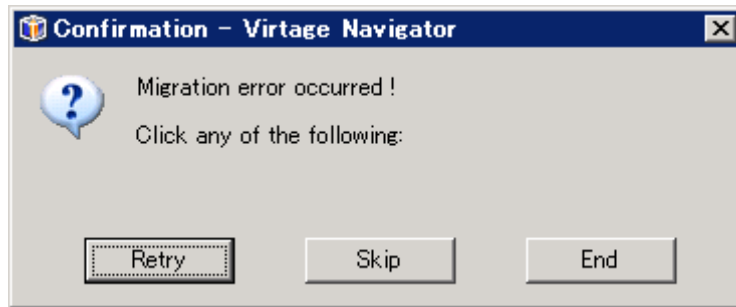 Confirmation - Virtage Navigator
Migration error occurred !
Click any of the following:
Retry Skip End